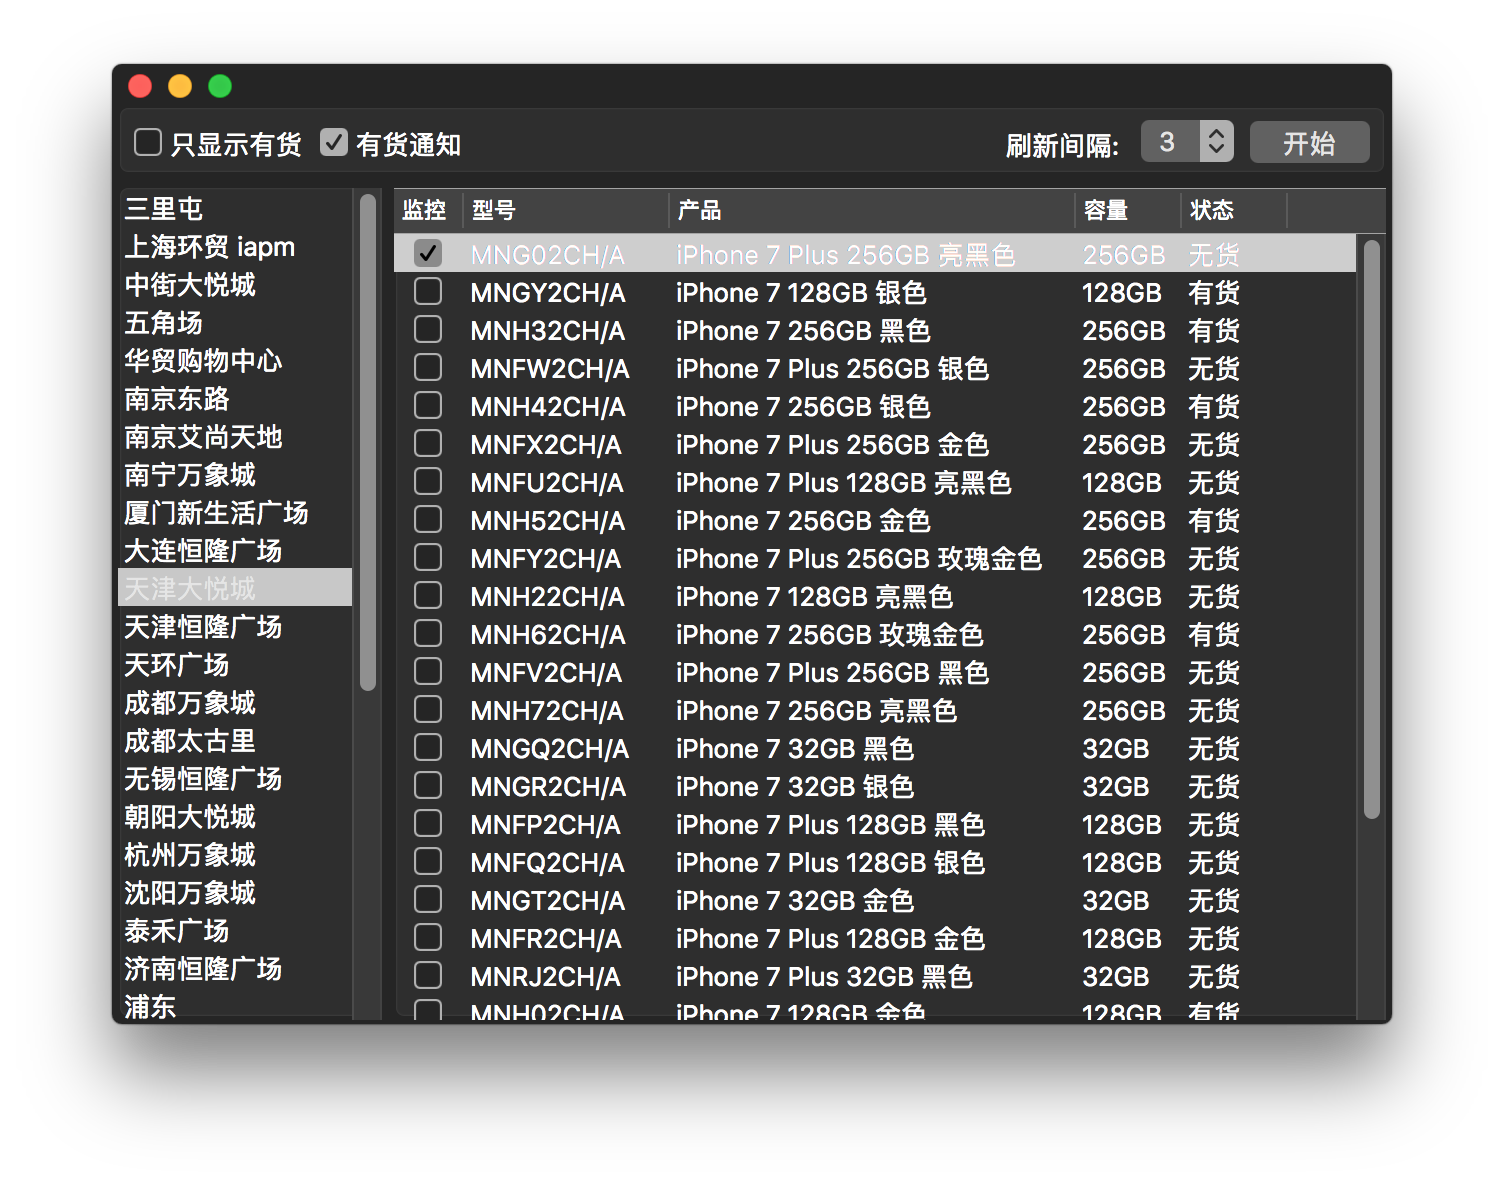 只显示有货 有货通知 刷新间隔: 3 开始
三里屯
上海环贸 iapm
中街大悦城
五角场
华贸购物中心
南京东路
南京艾尚天地
南宁万象城
厦门新生活广场
大连恒隆广场
天津大悦城
天津恒隆广场
天环广场
成都万象城
成都太古里
无锡恒隆广场
朝阳大悦城
杭州万象城
沈阳万象城
泰禾广场
济南恒隆广场
浦东
监控 型号 产品 容量 状态
MNG02CH/A iPhone 7 Plus 256GB 亮黑色 256GB 无货
MNGY2CH/A iPhone 7 128GB 银色 128GB 有货
MNH32CH/A iPhone 7 256GB 黑色 256GB 有货
MNFW2CH/A iPhone 7 Plus 256GB 银色 256GB 无货
MNH42CH/A iPhone 7 256GB 银色 256GB 有货
MNFX2CH/A iPhone 7 Plus 256GB 金色 256GB 无货
MNFU2CH/A iPhone 7 Plus 128GB 亮黑色 128GB 无货
MNH52CH/A iPhone 7 256GB 金色 256GB 有货
MNFY2CH/A iPhone 7 Plus 256GB 玫瑰金色 256GB 无货
MNH22CH/A iPhone 7 128GB 亮黑色 128GB 无货
MNH62CH/A iPhone 7 256GB 玫瑰金色 256GB 有货
MNFV2CH/A iPhone 7 Plus 256GB 黑色 256GB 无货
MNH72CH/A iPhone 7 256GB 亮黑色 256GB 无货
MNGQ2CH/A iPhone 7 32GB 黑色 32GB 无货
MNGR2CH/A iPhone 7 32GB 银色 32GB 无货
MNFP2CH/A iPhone 7 Plus 128GB 黑色 128GB 无货
MNFQ2CH/A iPhone 7 Plus 128GB 银色 128GB 无货
MNGT2CH/A iPhone 7 32GB 金色 32GB 无货
MNFR2CH/A iPhone 7 Plus 128GB 金色 128GB 无货
MNRJ2CH/A iPhone 7 Plus 32GB 黑色 32GB 无货
MNH02CH/A iPhone 7 128GB 金色 128GB 有货